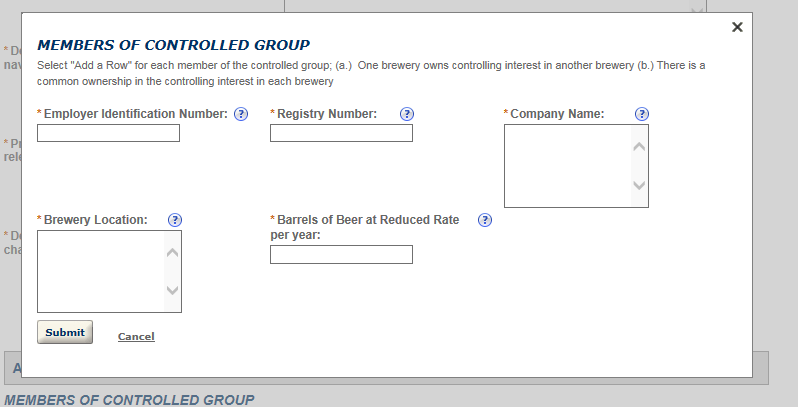 MEMBERS OF CONTROLLED GROUP
Select "Add a Row" for each member of the controlled group; (a.) One brewery owns controlling interest in another brewery (b.) There is a
common ownership in the controlling interest in each brewery
* Employer Identification Number: ?
* Registry Number: ?
* Company Name: ?
* Brewery Location: ?
* Barrels of Beer at Reduced Rate ?
per year:
Submit
Cancel
MEMBERS OF CONTROLLED GROUP